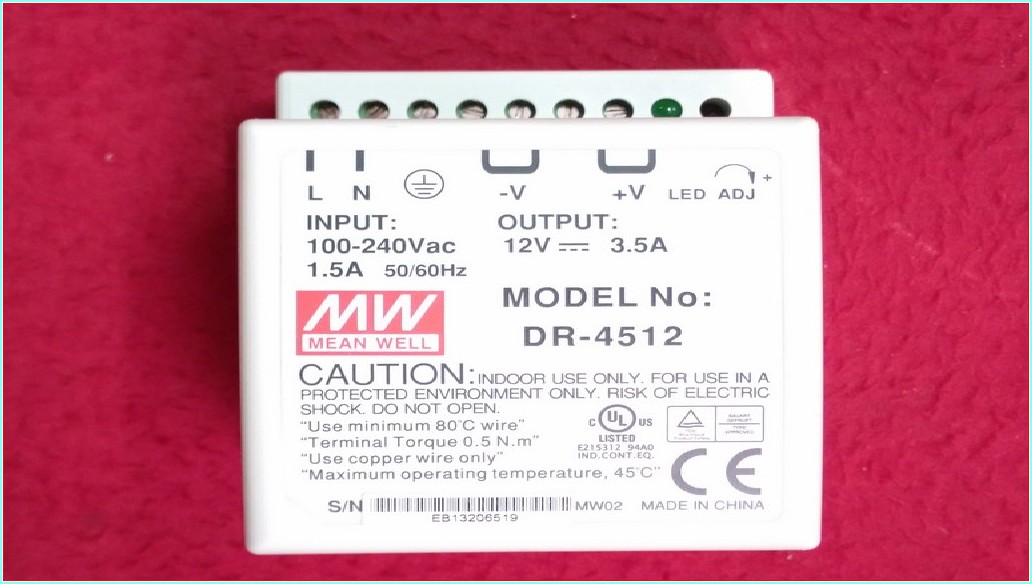 L N -V +V LED ADJ +
INPUT: OUTPUT:
100-240Vac 12V 3.5A
1.5A 50/60Hz
MW
MEAN WELL
MODEL No:
DR-4512
CAUTION: INDOOR USE ONLY. FOR USE IN A
PROTECTED ENVIRONMENT ONLY. RISK OF ELECTRIC
SHOCK. DO NOT OPEN.
"Use minimum 80°C wire"
"Terminal Torque 0.5 N.m"
"Use copper wire only"
"Maximum operating temperature, 45°C"
C UL US
LISTED
E215312 94A0
IND.CONT.EQ.
CE
S/N MW02 MADE IN CHINA
EB13206519